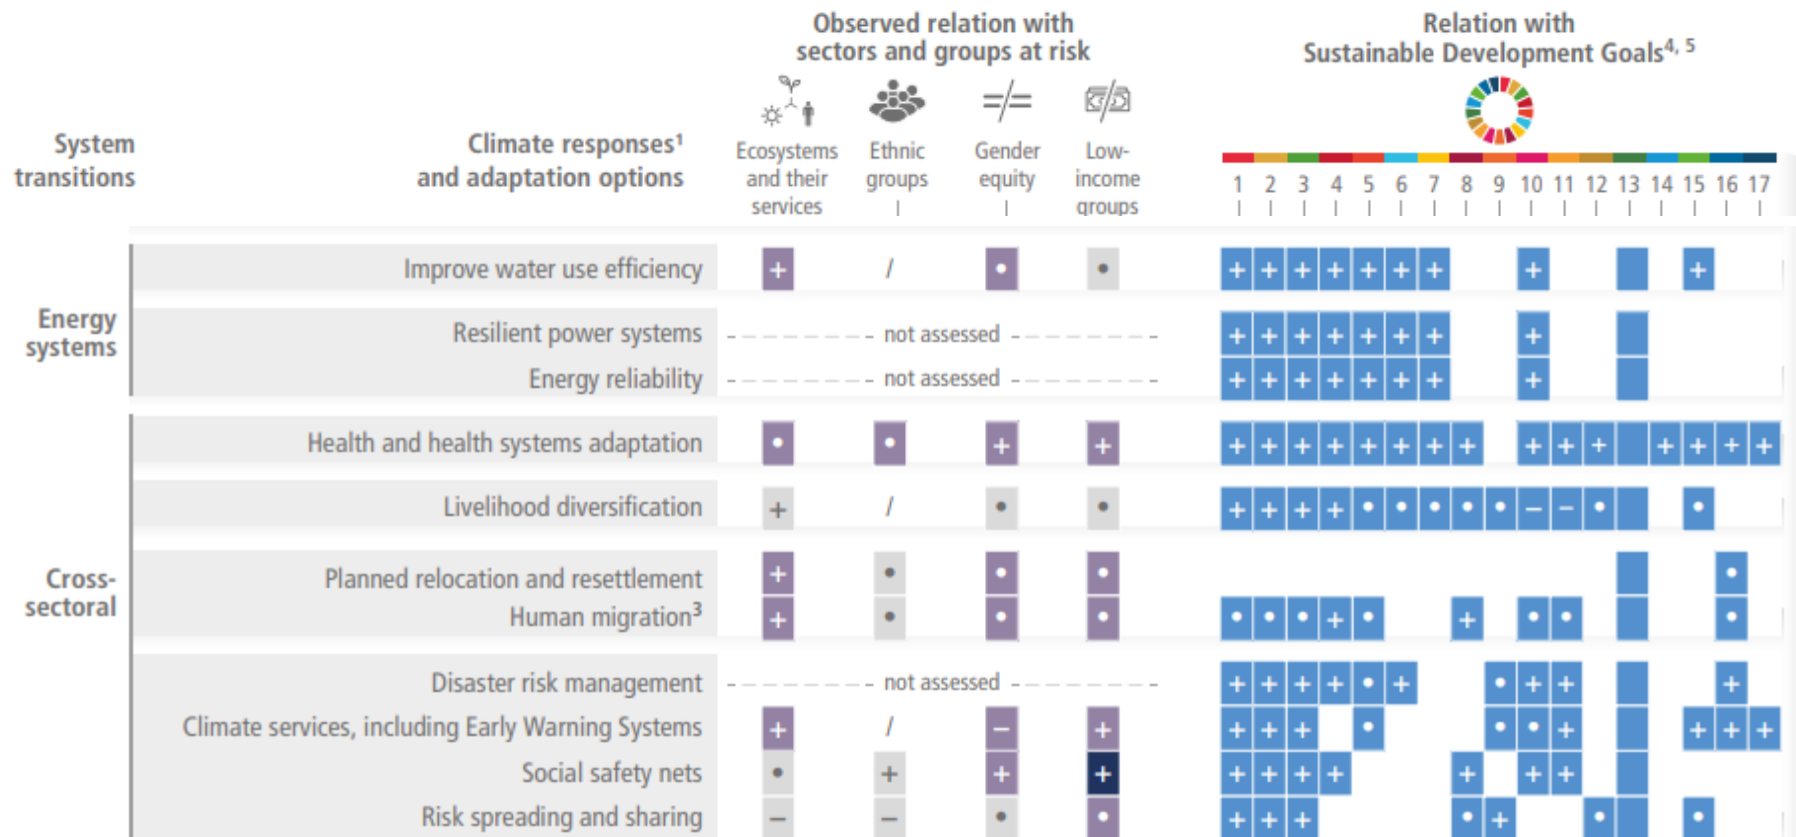 Observed relation with
sectors and groups at risk
Relation with
Sustainable Development Goals4, 5
System
transitions
Climate responses1
and adaptation options
Ecosystems
and their
services
Ethnic
groups
Gender
equity
Low-
income
groups
1 2 3 4 5 6 7 8 9 10 11 12 13 14 15 16 17
Energy
systems
Improve water use efficiency + / • • + + + + + + + + +
Resilient power systems not assessed + + + + + + + +
Energy reliability not assessed + + + + + + + +
Cross-
sectoral
Health and health systems adaptation • • + + + + + + + + + + + + + + + + +
Livelihood diversification + / • • + + + + • • • • • – – • •
Planned relocation and resettlement + • • • •
Human migration3 + • • • • • • + • + • • •
Disaster risk management not assessed + + + + • + • + + +
Climate services, including Early Warning Systems + / – + + + + • • • + + + +
Social safety nets • + + + + + + + + + +
Risk spreading and sharing – – • • + + + • + • •